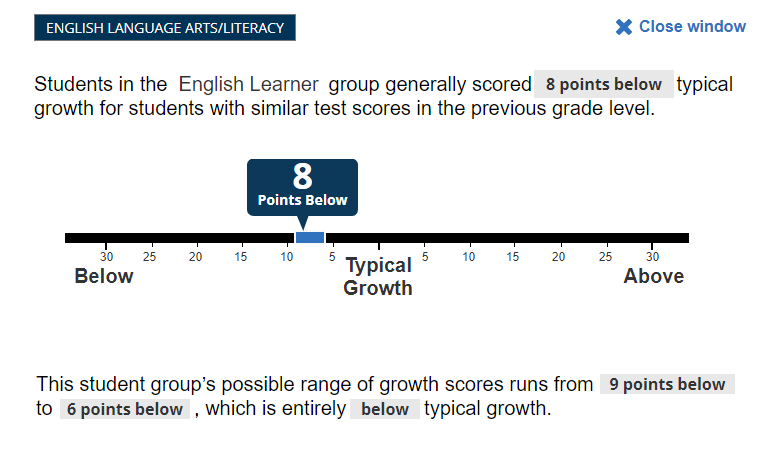 ENGLISH LANGUAGE ARTS/LITERACY
✖ Close window
Students in the English Learner group generally scored 8 points below typical
growth for students with similar test scores in the previous grade level.
8
Points Below
30 25 20 15 10 5 Typical 5 10 15 20 25 30
Below Growth Above
This student group’s possible range of growth scores runs from 9 points below
to 6 points below , which is entirely below typical growth.